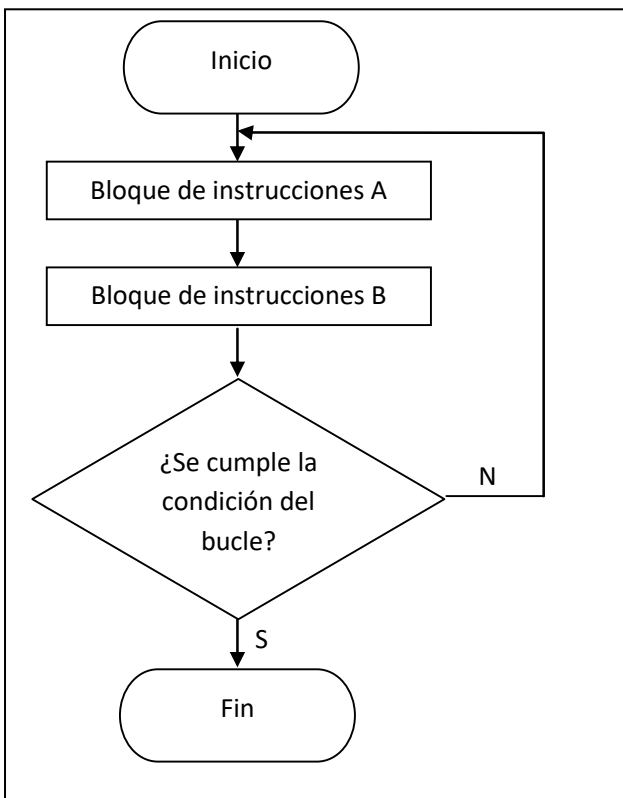 Inicio
Bloque de instrucciones A
Bloque de instrucciones B
¿Se cumple la
condición del
bucle?
N
S
Fin